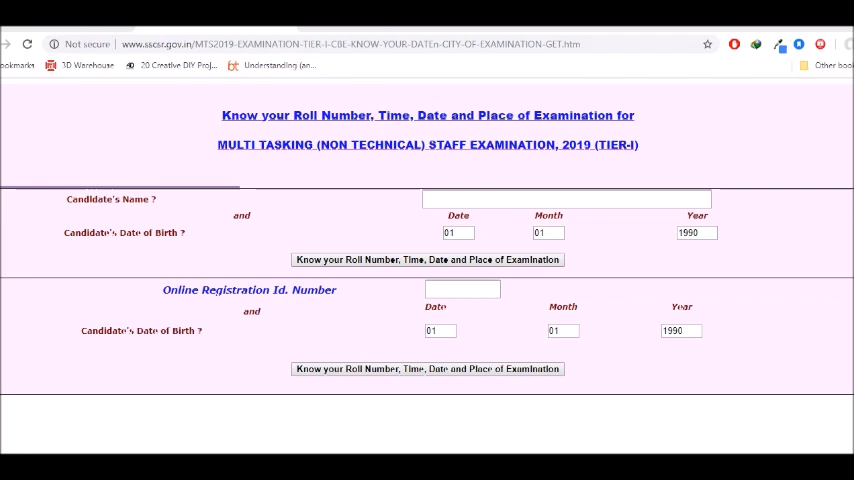 Not secure www.sscsr.gov.in/MTS2019-EXAMINATION-TIER-I-CBE-KNOW-YOUR-DATEn-CITY-OF-EXAMINATION-GET.htm
ookmarks 3D Warehouse 20 Creative DIY Proj... bt Understanding (an... Other book
Know your Roll Number, Time, Date and Place of Examination for
MULTI TASKING (NON TECHNICAL) STAFF EXAMINATION, 2019 (TIER-I)
Candidate's Name ?
and Date Month Year
Candidate's Date of Birth ? 01 01 1990
Know your Roll Number, Time, Date and Place of Examination
Online Registration Id. Number
and Date Month Year
Candidate's Date of Birth ? 01 01 1990
Know your Roll Number, Time, Date and Place of Examination